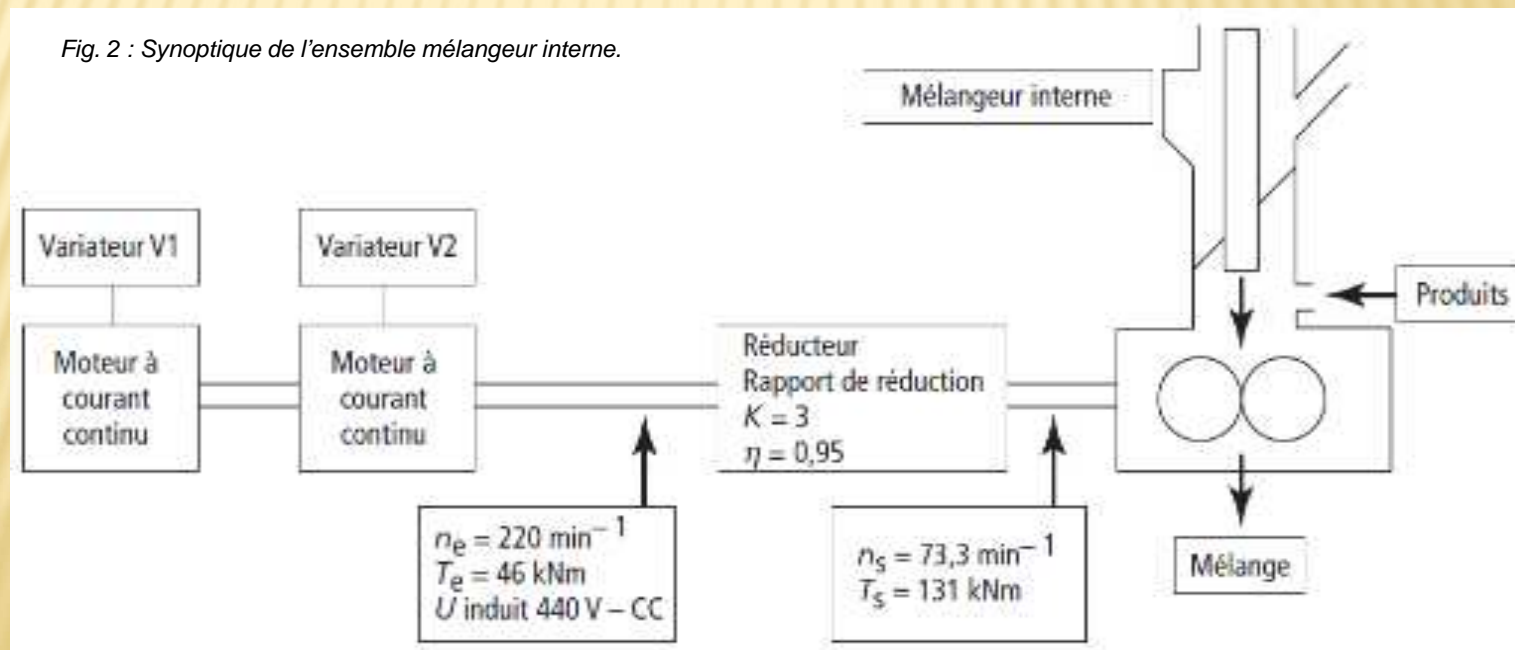 Fig. 2 : Synoptique de l'ensemble mélangeur interne.
Mélangeur interne
Variateur V1
Variateur V2
Produits
Moteur à
courant
continu
Moteur à
courant
continu
Réducteur
Rapport de réduction
K = 3
η = 0,95
nₑ = 220 min⁻¹
Tₑ = 46 kNm
U induit 440 V – CC
nₛ = 73,3 min⁻¹
Tₛ = 131 kNm
Mélange